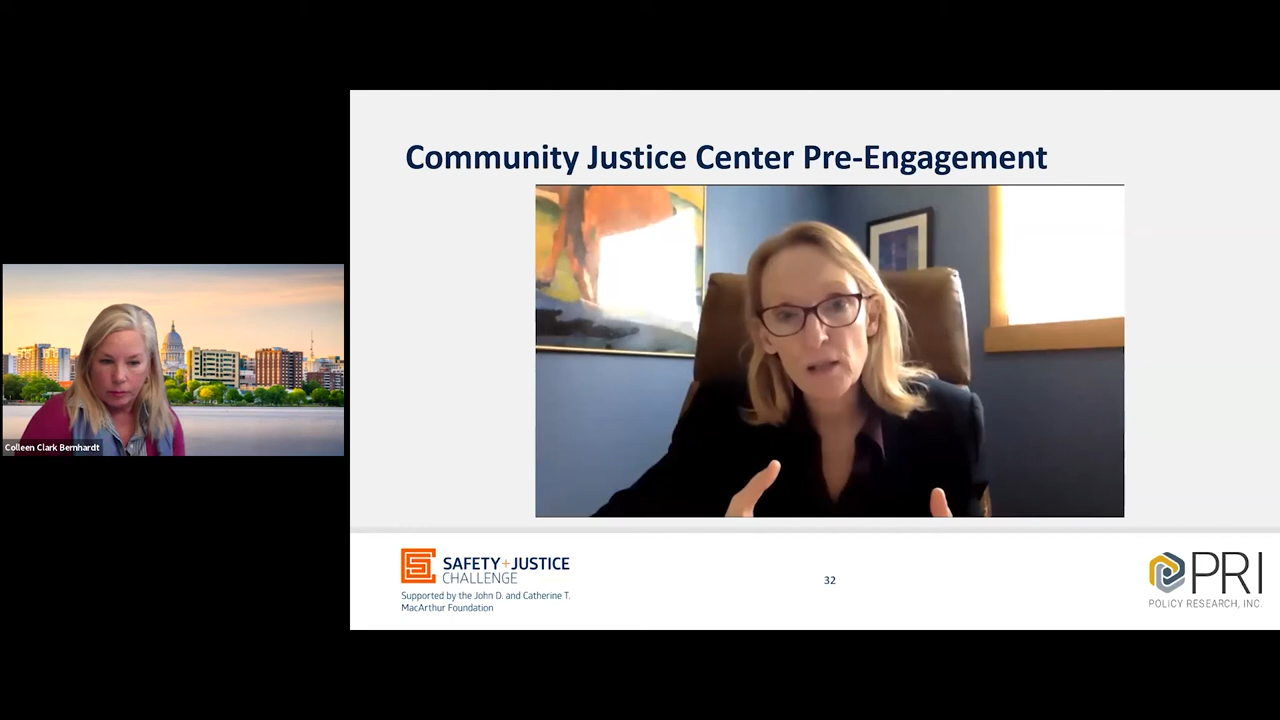 Community Justice Center Pre-Engagement
Colleen Clark Bernhardt
SAFETY+JUSTICE
CHALLENGE
Supported by the John D. and Catherine T.
MacArthur Foundation
32
PRI
POLICY RESEARCH, INC.